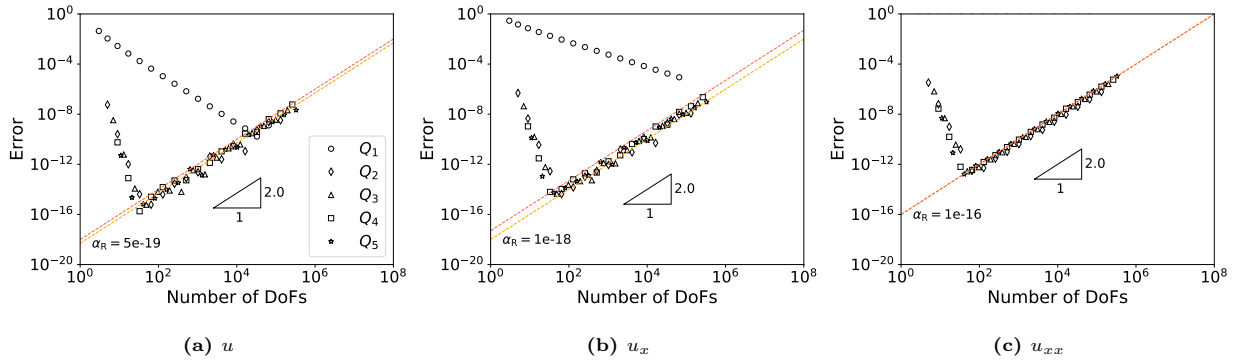 10^0
10^-4
10^-8
10^-12
10^-16
10^-20
Error
Q_1
Q_2
Q_3
Q_4
Q_5
2.0
1
α_R = 5e-19
10^0 10^2 10^4 10^6 10^8
Number of DoFs
(a) u
10^0
10^-4
10^-8
10^-12
10^-16
10^-20
Error
2.0
1
α_R = 1e-18
10^0 10^2 10^4 10^6 10^8
Number of DoFs
(b) u_x
10^0
10^-4
10^-8
10^-12
10^-16
10^-20
Error
2.0
1
α_R = 1e-16
10^0 10^2 10^4 10^6 10^8
Number of DoFs
(c) u_xx